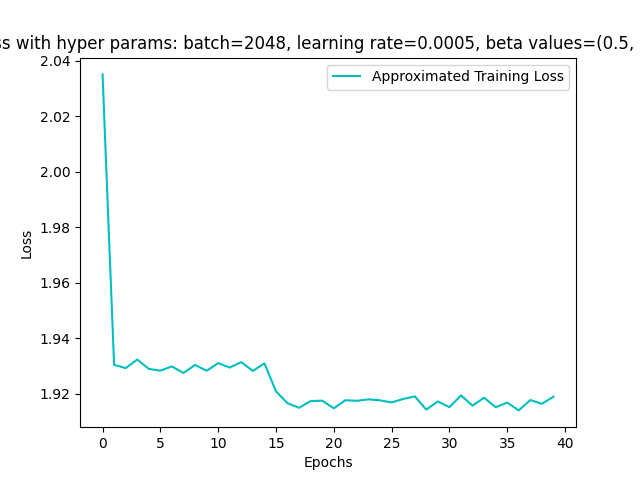 with hyper params: batch=2048, learning rate=0.0005, beta values=(0.5,
Approximated Training Loss
2.04
2.02
2.00
1.98
1.96
1.94
1.92
Loss
0 5 10 15 20 25 30 35 40
Epochs